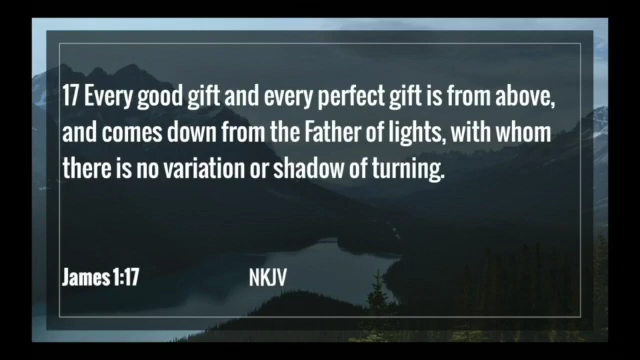 17 Every good gift and every perfect gift is from above,
and comes down from the Father of lights, with whom
there is no variation or shadow of turning.
James 1:17 NKJV